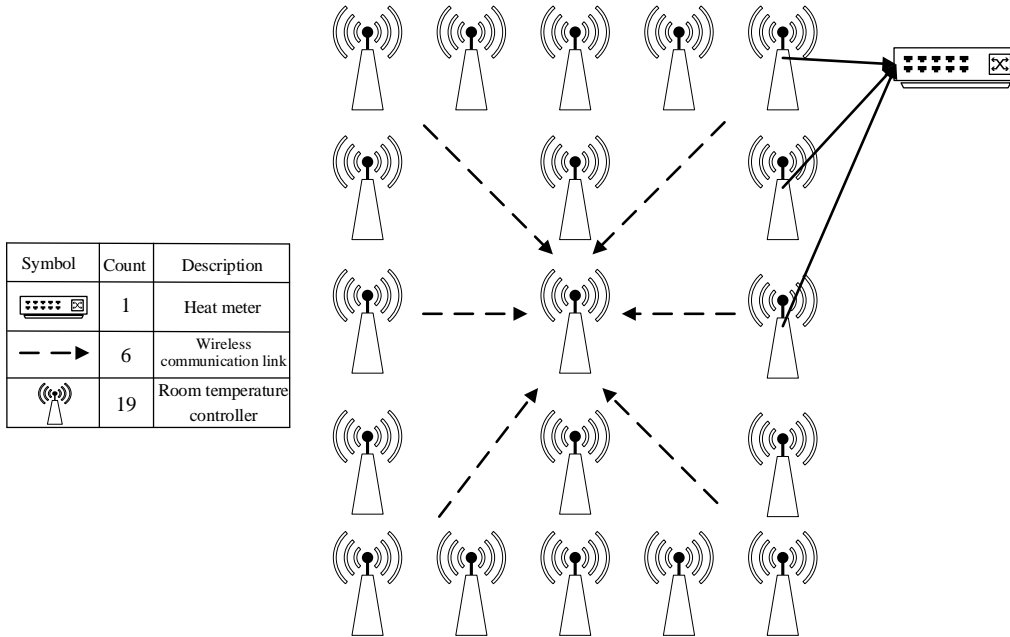 Symbol Count Description
1 Heat meter
6 Wireless
communication link
19 Room temperature
controller